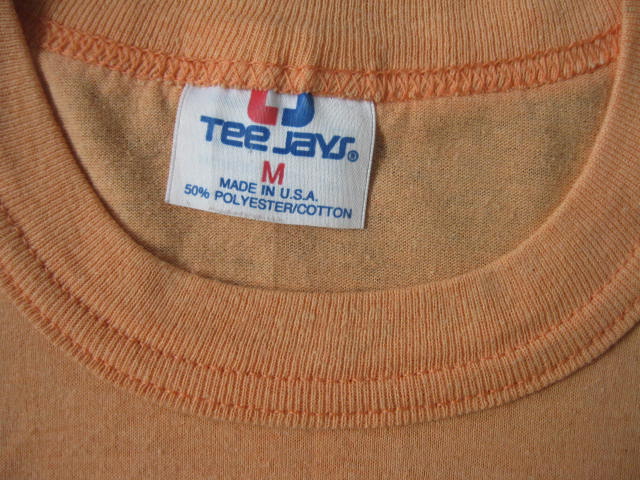 Tee Jays®
M
MADE IN U.S.A.
50% POLYESTER/COTTON